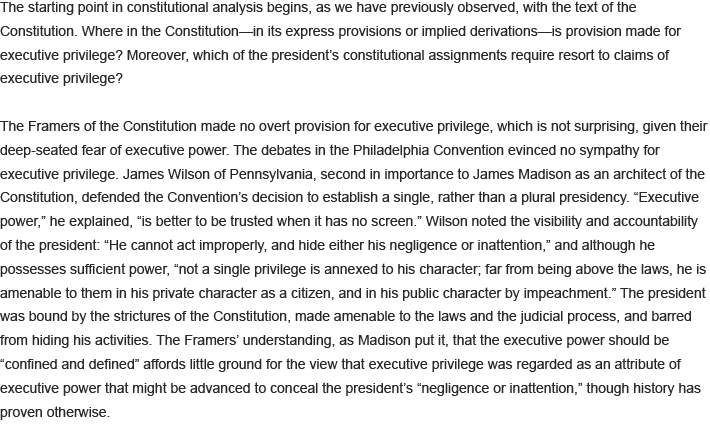 The starting point in constitutional analysis begins, as we have previously observed, with the text of the
Constitution. Where in the Constitution—in its express provisions or implied derivations—is provision made for
executive privilege? Moreover, which of the president’s constitutional assignments require resort to claims of
executive privilege?
The Framers of the Constitution made no overt provision for executive privilege, which is not surprising, given their
deep-seated fear of executive power. The debates in the Philadelphia Convention evinced no sympathy for
executive privilege. James Wilson of Pennsylvania, second in importance to James Madison as an architect of the
Constitution, defended the Convention’s decision to establish a single, rather than a plural presidency. “Executive
power,” he explained, “is better to be trusted when it has no screen.” Wilson noted the visibility and accountability
of the president: “He cannot act improperly, and hide either his negligence or inattention,” and although he
possesses sufficient power, “not a single privilege is annexed to his character; far from being above the laws, he is
amenable to them in his private character as a citizen, and in his public character by impeachment.” The president
was bound by the strictures of the Constitution, made amenable to the laws and the judicial process, and barred
from hiding his activities. The Framers’ understanding, as Madison put it, that the executive power should be
“confined and defined” affords little ground for the view that executive privilege was regarded as an attribute of
executive power that might be advanced to conceal the president’s “negligence or inattention,” though history has
proven otherwise.